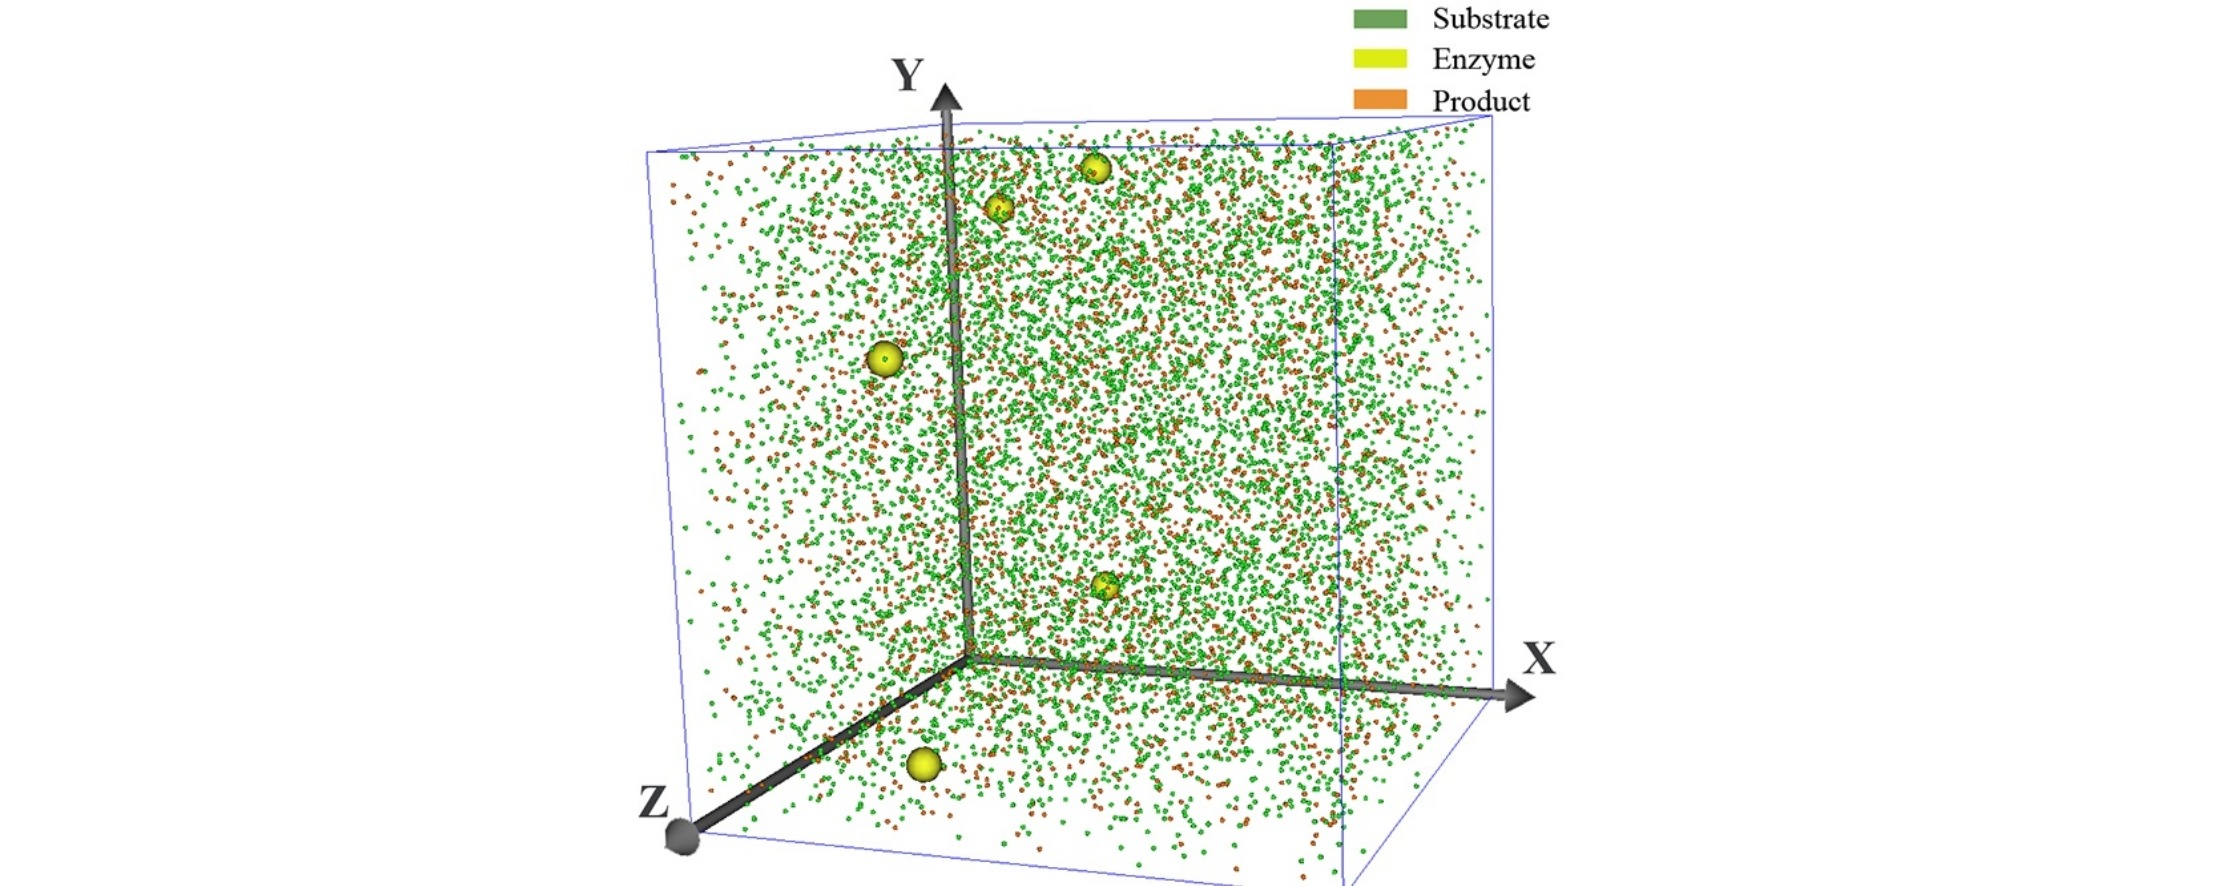 Substrate
Enzyme
Product
Y
X
Z